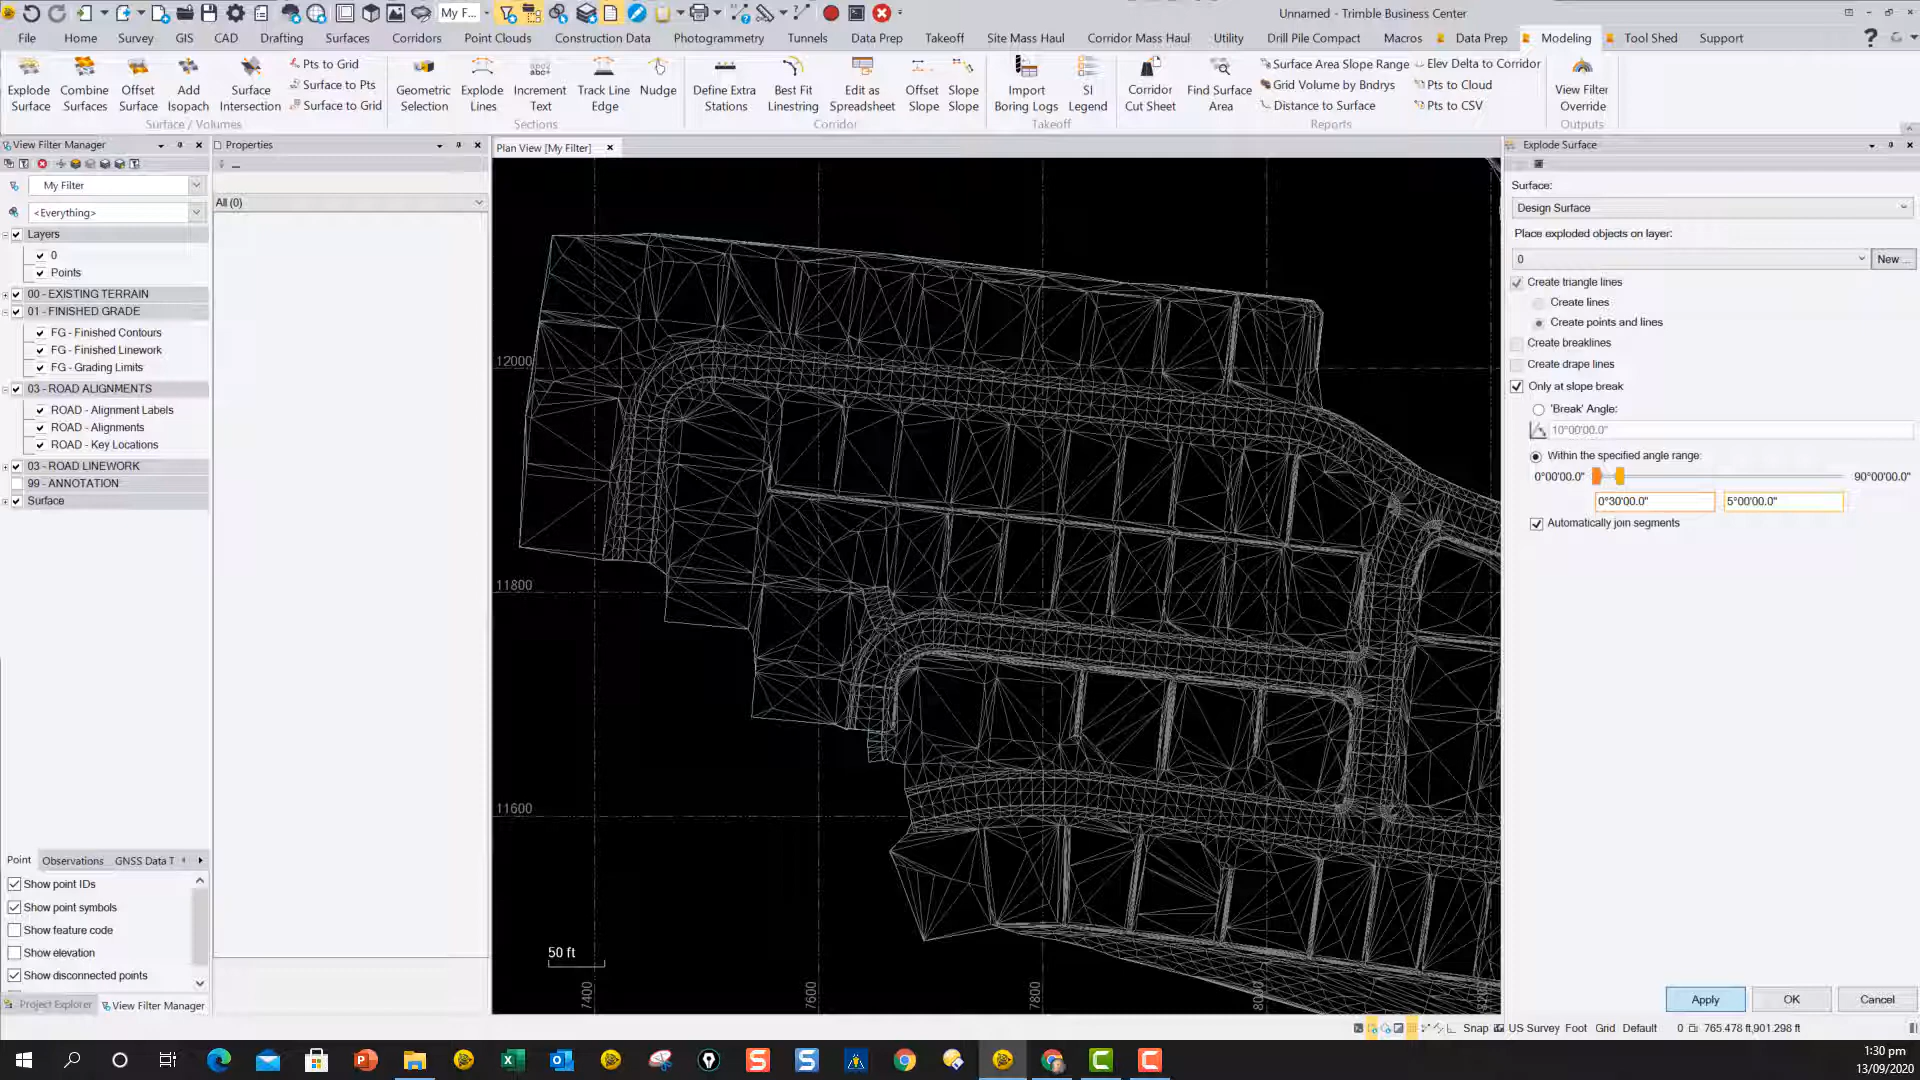 My F...
Unnamed - Trimble Business Center
File Home Survey GIS CAD Drafting Surfaces Corridors Point Clouds Construction Data Photogrammetry Tunnels Data Prep Takeoff Site Mass Haul Corridor Mass Haul Utility Drill Pile Compact Macros Data Prep Modeling Tool Shed Support
Explode Surface
Combine Surfaces
Offset Surface
Add Isopach
Surface Intersection
Pts to Grid
Surface to Pts
Surface to Grid
Surface / Volumes
Geometric Selection
Explode Lines
Increment Text
Track Line Edge
Nudge
Sections
Define Extra Stations
Best Fit Linestring
Edit as Spreadsheet
Offset Slope
Slope Slope
Corridor
Import Boring Logs
SI Legend
Takeoff
Corridor Cut Sheet
Find Surface Area
Surface Area Slope Range
Grid Volume by Bndrys
Distance to Surface
Elev Delta to Corridor
Pts to Cloud
Pts to CSV
Reports
View Filter Override
Outputs
View Filter Manager
My Filter
<Everything>
Layers
0
Points
00 - EXISTING TERRAIN
01 - FINISHED GRADE
FG - Finished Contours
FG - Finished Linework
FG - Grading Limits
03 - ROAD ALIGNMENTS
ROAD - Alignment Labels
ROAD - Alignments
ROAD - Key Locations
03 - ROAD LINEWORK
99 - ANNOTATION
Surface
Point Observations GNSS Data T
Show point IDs
Show point symbols
Show feature code
Show elevation
Show disconnected points
Project Explorer View Filter Manager
Properties
All (0)
Plan View [My Filter]
12000
11800
11600
50 ft
7400
7600
7800
Explode Surface
Surface:
Design Surface
Place exploded objects on layer:
0
New ...
Create triangle lines
Create lines
Create points and lines
Create breaklines
Create drape lines
Only at slope break
'Break' Angle:
10°00'00.0"
Within the specified angle range:
0°00'00.0" 90°00'00.0"
0°30'00.0" 5°00'00.0"
Automatically join segments
Apply OK Cancel
Snap US Survey Foot Grid Default 0 765.478 ft,901.298 ft
1:30 pm
13/09/2020